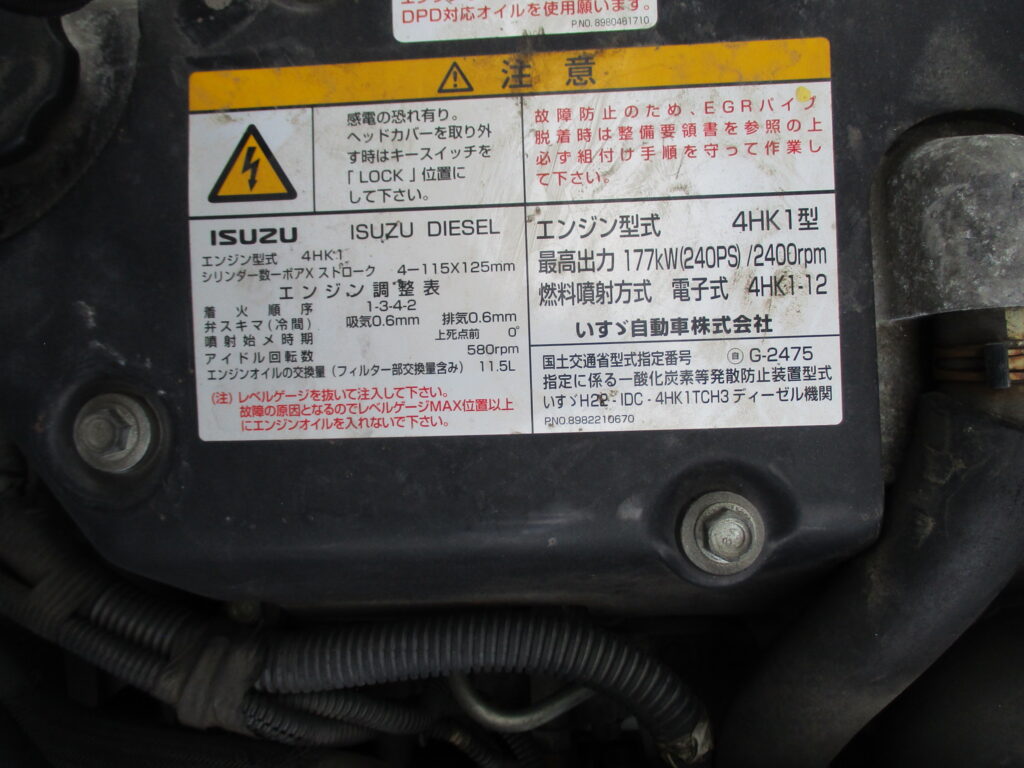 DPD対応オイルを使用願います。
P.NO. 8980461710
注 意
感電の恐れ有り。
ヘッドカバーを取り外
す時はキースイッチを
「LOCK」位置に
して下さい。
故障防止のため、EGRパイプ
脱着時は整備要領書を参照の上
必ず組付け手順を守って作業し
て下さい。
ISUZU ISUZU DIESEL
エンジン型式 4HK1
シリンダー数ーボアXストローク 4-115X125mm
エンジン調整表
着火順序 1-3-4-2
弁スキマ(冷間) 吸気0.6mm 排気0.6mm
噴射始メ時期 上死点前 0°
アイドル回転数 580rpm
エンジンオイルの交換量(フィルター部交換量含み) 11.5L
(注)レベルゲージを抜いて注入して下さい。
故障の原因となるのでレベルゲージMAX位置以上
にエンジンオイルを入れないで下さい。
エンジン型式 4HK1型
最高出力 177kW(240PS) /2400rpm
燃料噴射方式 電子式 4HK1-12
いすゞ自動車株式会社
国土交通省型式指定番号 自 G-2475
指定に係る一酸化炭素等発散防止装置型式
いすゞH22-IDC-4HK1TCH3 ディーゼル機関
P.NO.8982210670